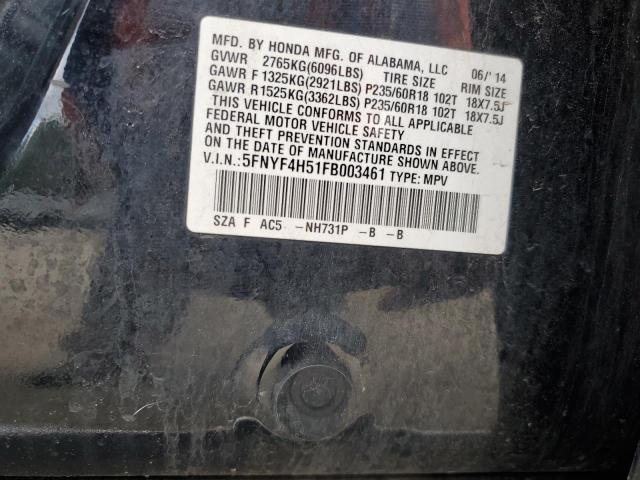 MFD. BY HONDA MFG. OF ALABAMA, LLC 06/'14
GVWR 2765KG(6096LBS) TIRE SIZE RIM SIZE
GAWR F 1325KG(2921LBS) P235/60R18 102T 18X7.5J
GAWR R 1525KG(3362LBS) P235/60R18 102T 18X7.5J
THIS VEHICLE CONFORMS TO ALL APPLICABLE
FEDERAL MOTOR VEHICLE SAFETY
AND THEFT PREVENTION STANDARDS IN EFFECT
ON THE DATE OF MANUFACTURE SHOWN ABOVE.
V.I.N.:5FNYF4H51FB003461 TYPE: MPV
SZA F AC5 -NH731P -B -B